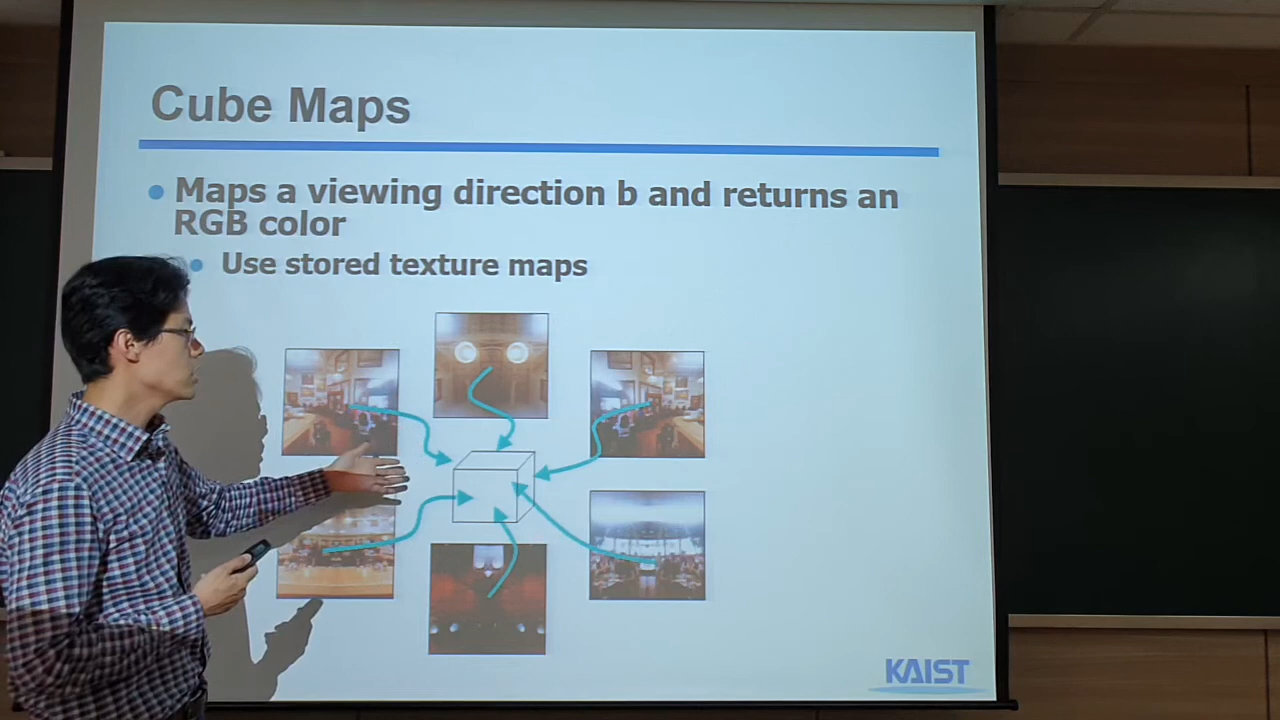 Cube Maps
Maps a viewing direction b and returns an
RGB color
Use stored texture maps
KAIST